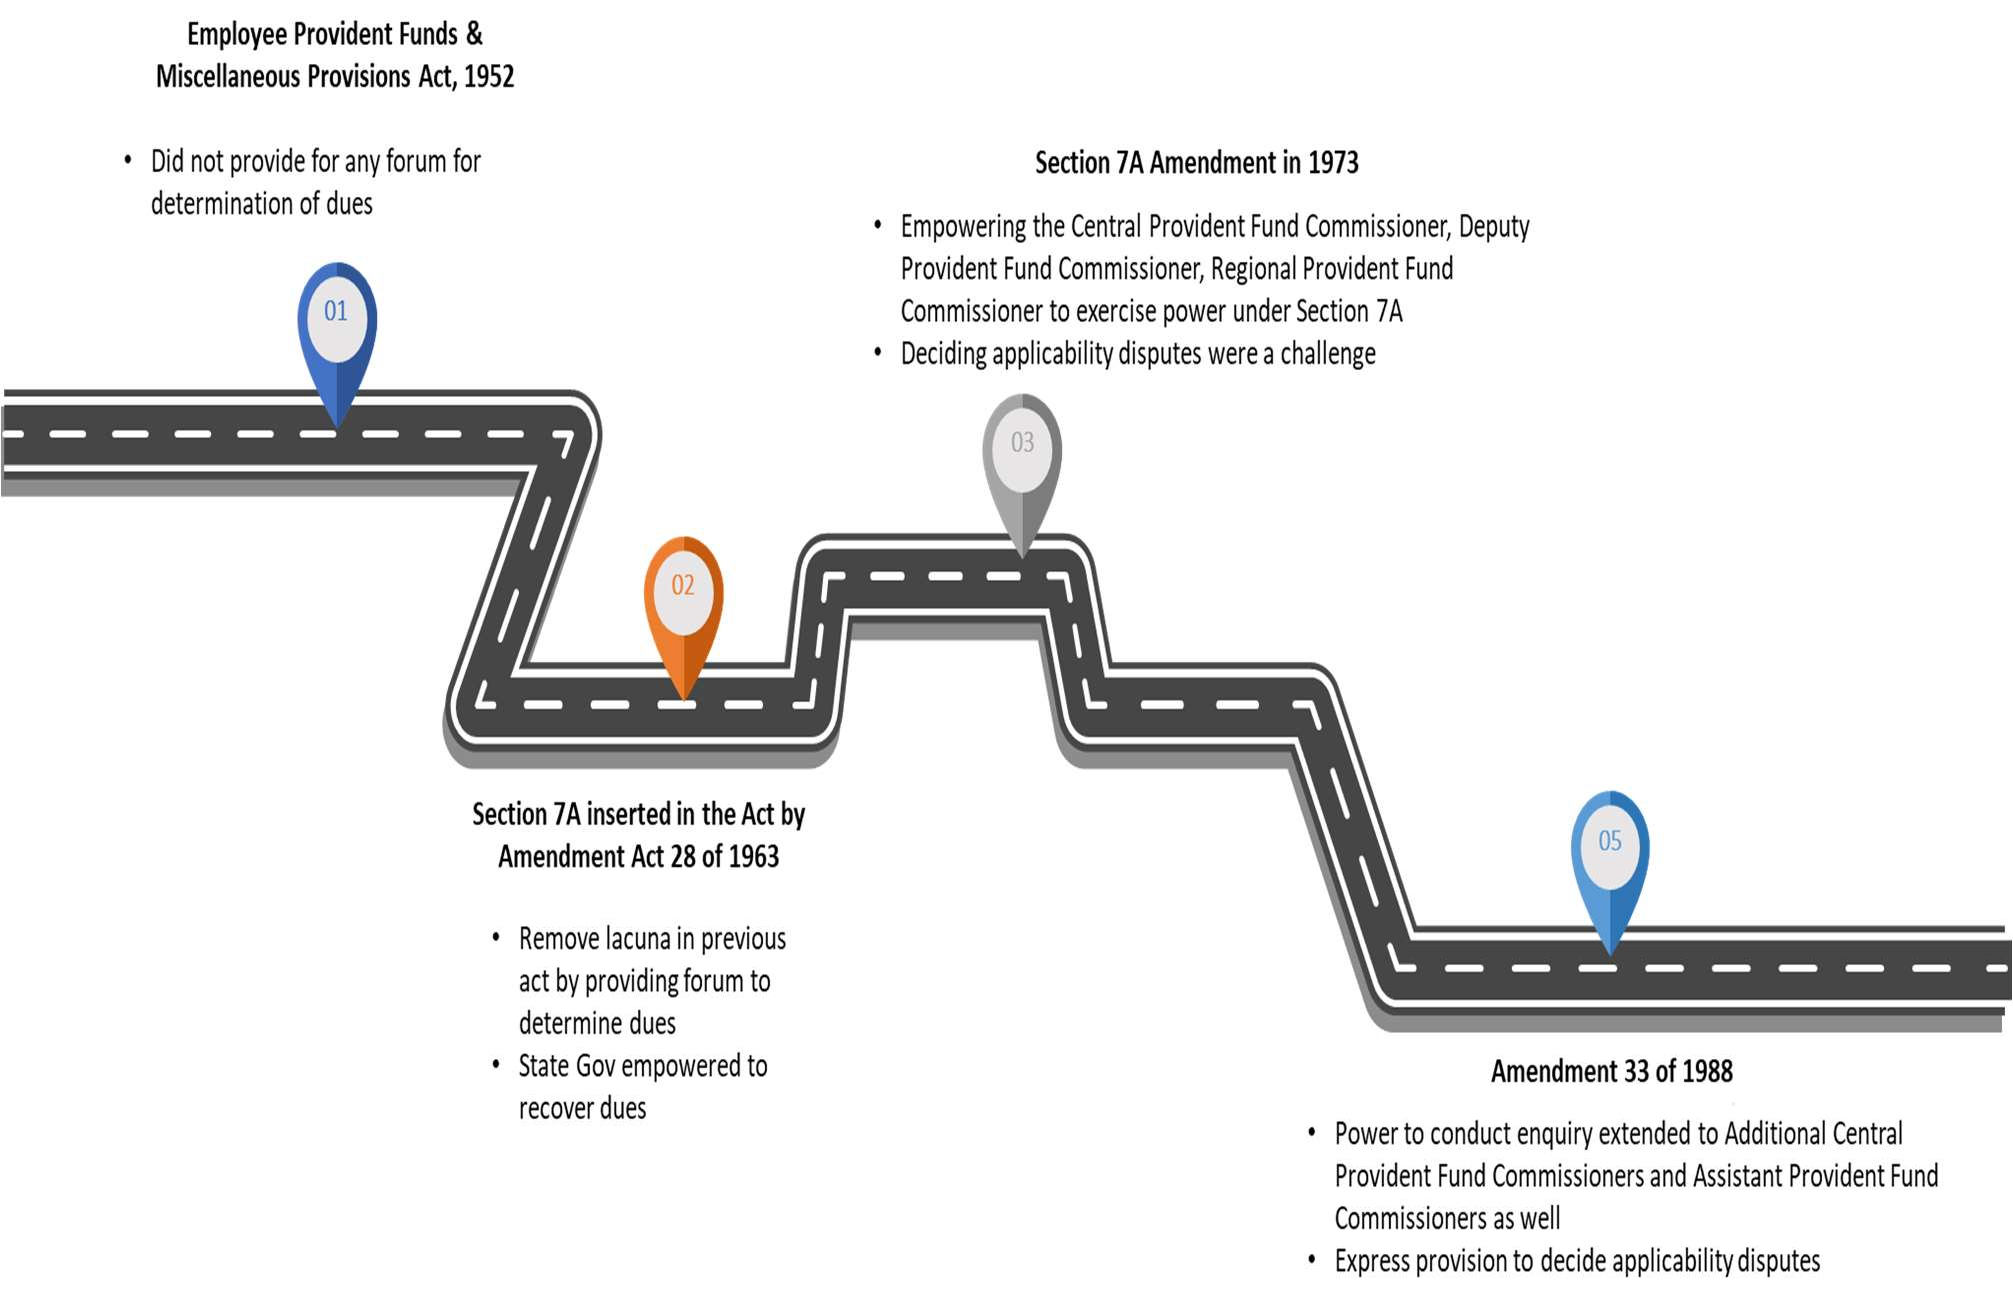 Employee Provident Funds &
Miscellaneous Provisions Act, 1952
• Did not provide for any forum for
determination of dues
01
Section 7A Amendment in 1973
• Empowering the Central Provident Fund Commissioner, Deputy
Provident Fund Commissioner, Regional Provident Fund
Commissioner to exercise power under Section 7A
• Deciding applicability disputes were a challenge
03
02
Section 7A inserted in the Act by
Amendment Act 28 of 1963
• Remove lacuna in previous
act by providing forum to
determine dues
• State Gov empowered to
recover dues
05
Amendment 33 of 1988
• Power to conduct enquiry extended to Additional Central
Provident Fund Commissioners and Assistant Provident Fund
Commissioners as well
• Express provision to decide applicability disputes